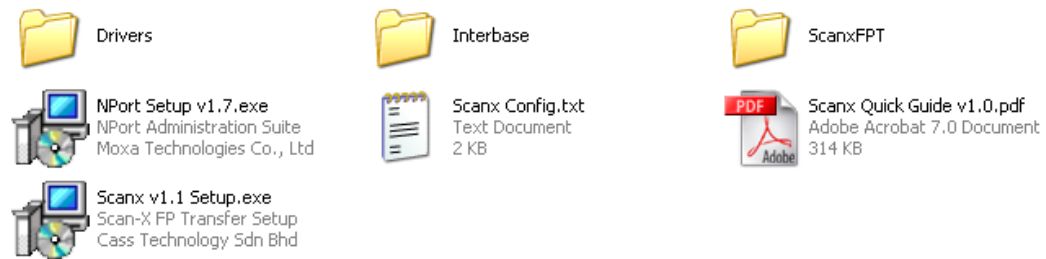 Drivers
Interbase
ScanxFPT
NPort Setup v1.7.exe
NPort Administration Suite
Moxa Technologies Co., Ltd
Scanx Config.txt
Text Document
2 KB
PDF
Adobe
Scanx Quick Guide v1.0.pdf
Adobe Acrobat 7.0 Document
314 KB
Scanx v1.1 Setup.exe
Scan-X FP Transfer Setup
Cass Technology Sdn Bhd